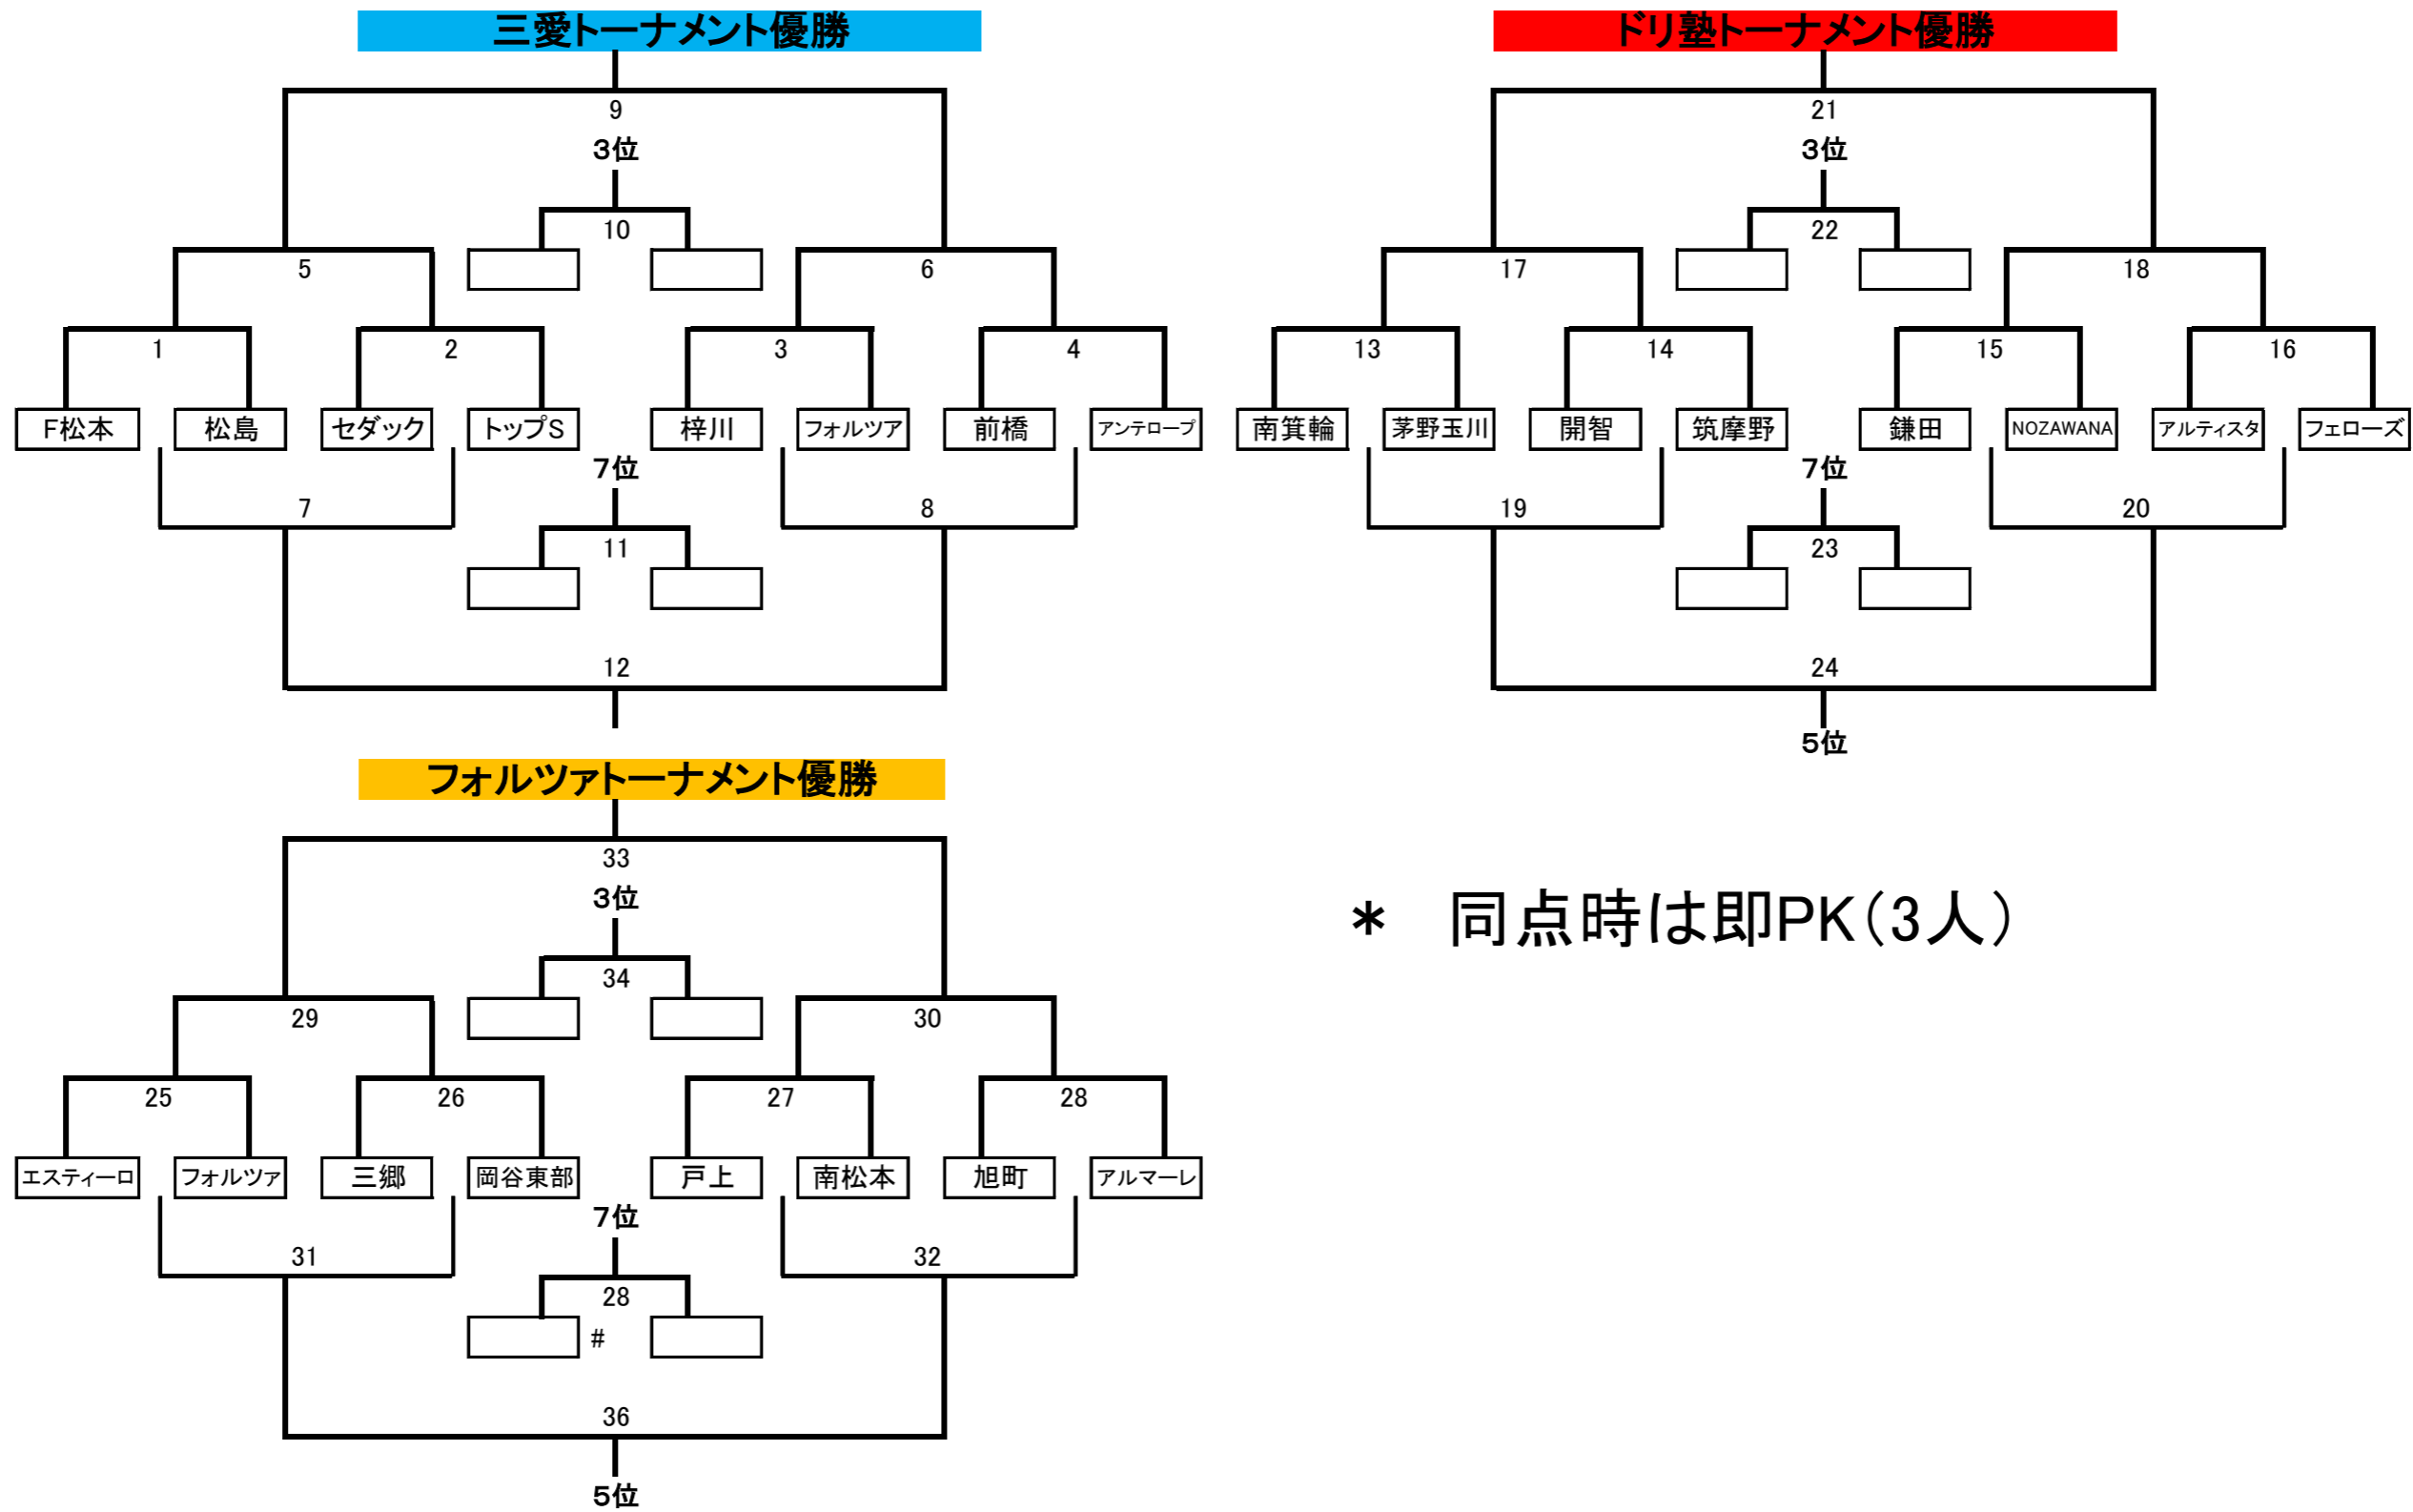 三愛トーナメント優勝
9
3位
10
5
6
1
2
3
4
F松本
松島
セダック
トップS
梓川
フォルツア
前橋
アンテロープ
7位
7
8
11
12
ドリ塾トーナメント優勝
21
3位
22
17
18
13
14
15
16
南箕輪
茅野玉川
開智
筑摩野
鎌田
NOZAWANA
アルティスタ
フェローズ
7位
19
20
23
24
5位
フォルツァトーナメント優勝
33
3位
34
29
30
25
26
27
28
エスティーロ
フォルツァ
三郷
岡谷東部
戸上
南松本
旭町
アルマーレ
7位
31
32
28
#
36
5位
* 同点時は即PK(3人)